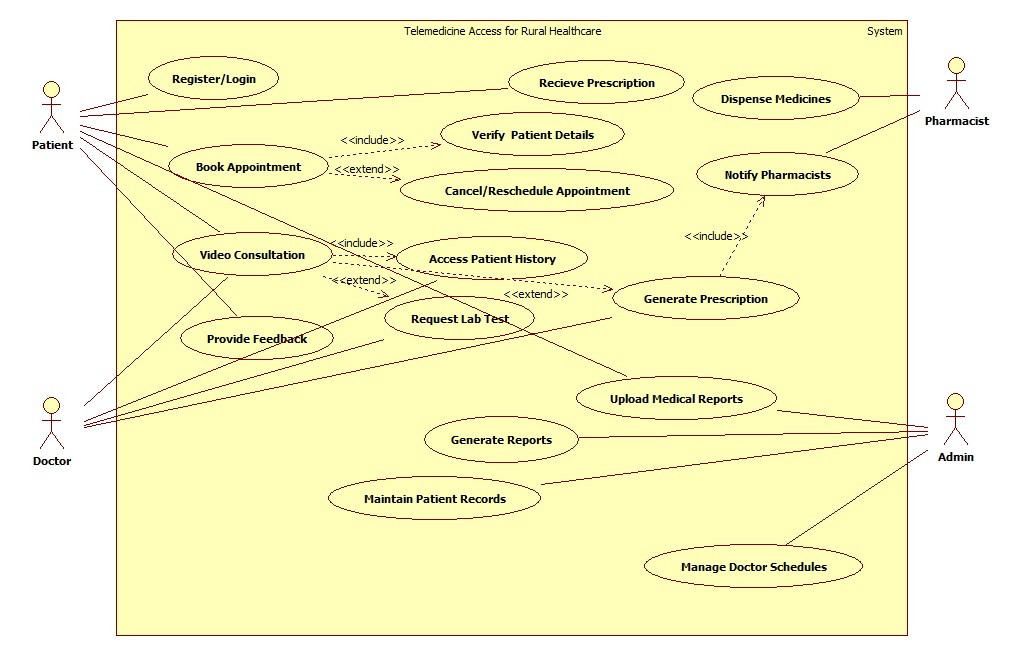 Telemedicine Access for Rural Healthcare
System
Register/Login
Recieve Prescription
Dispense Medicines
Patient
Pharmacist
<<include>>
Verify  Patient Details
Book Appointment
<<extend>>
Notify Pharmacists
Cancel/Reschedule Appointment
<<include>>
<<include>>
Video Consultation
Access Patient History
<<extend>>
<<extend>>
Generate Prescription
Request Lab Test
Provide Feedback
Upload Medical Reports
Generate Reports
Doctor
Admin
Maintain Patient Records
Manage Doctor Schedules